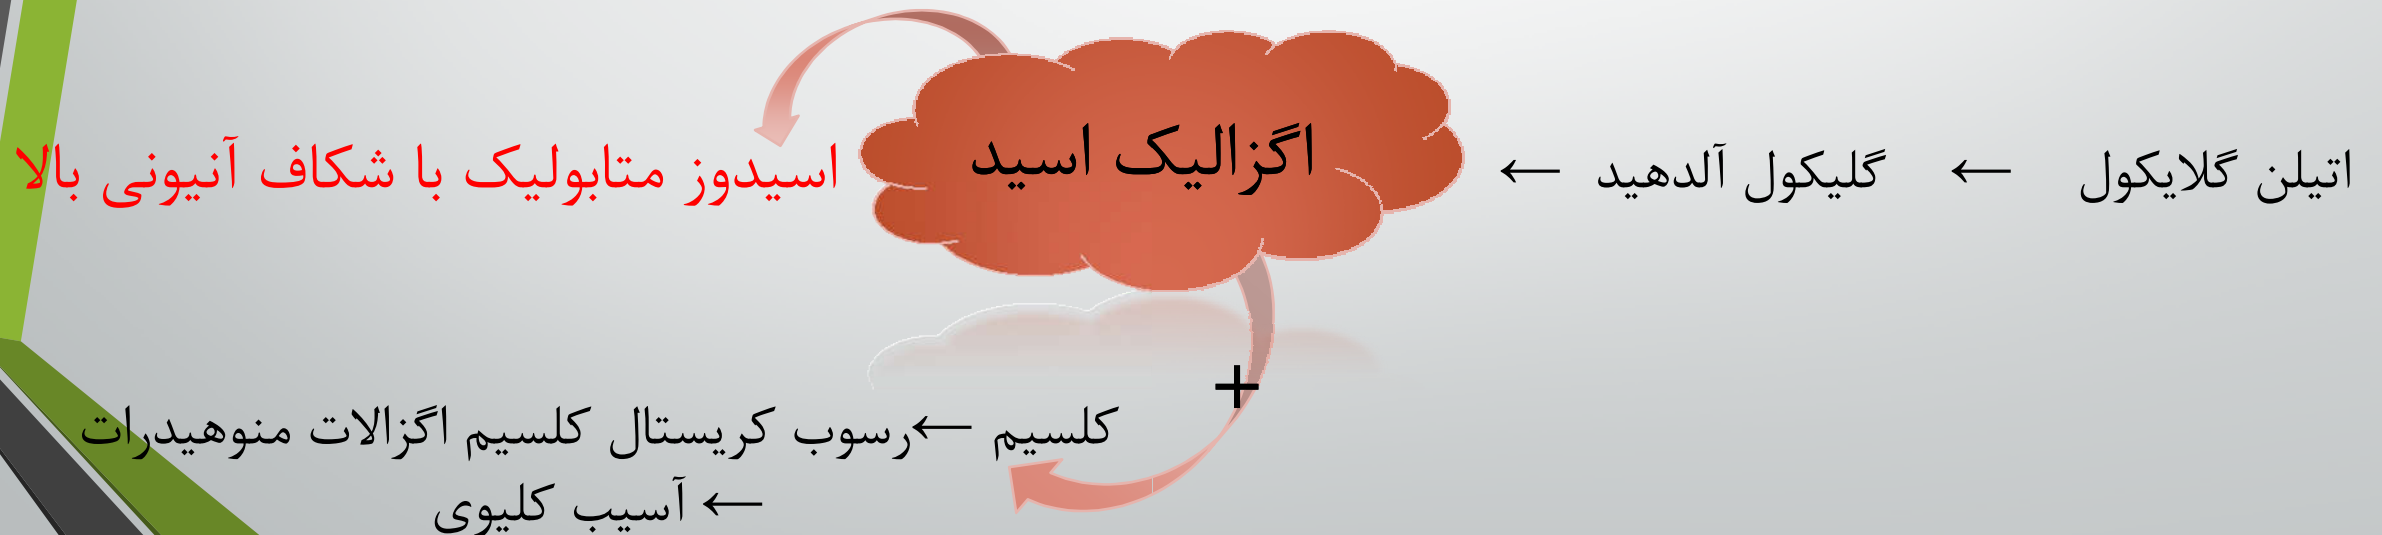 اتیلن گلایکول ← گلیکول آلدهید ← اگزالیک اسید اسیدوز متابولیک با شکاف آنیونی بالا
+
کلسیم ←رسوب کریستال کلسیم اگزالات منوهیدرات
← آسیب کلیوی